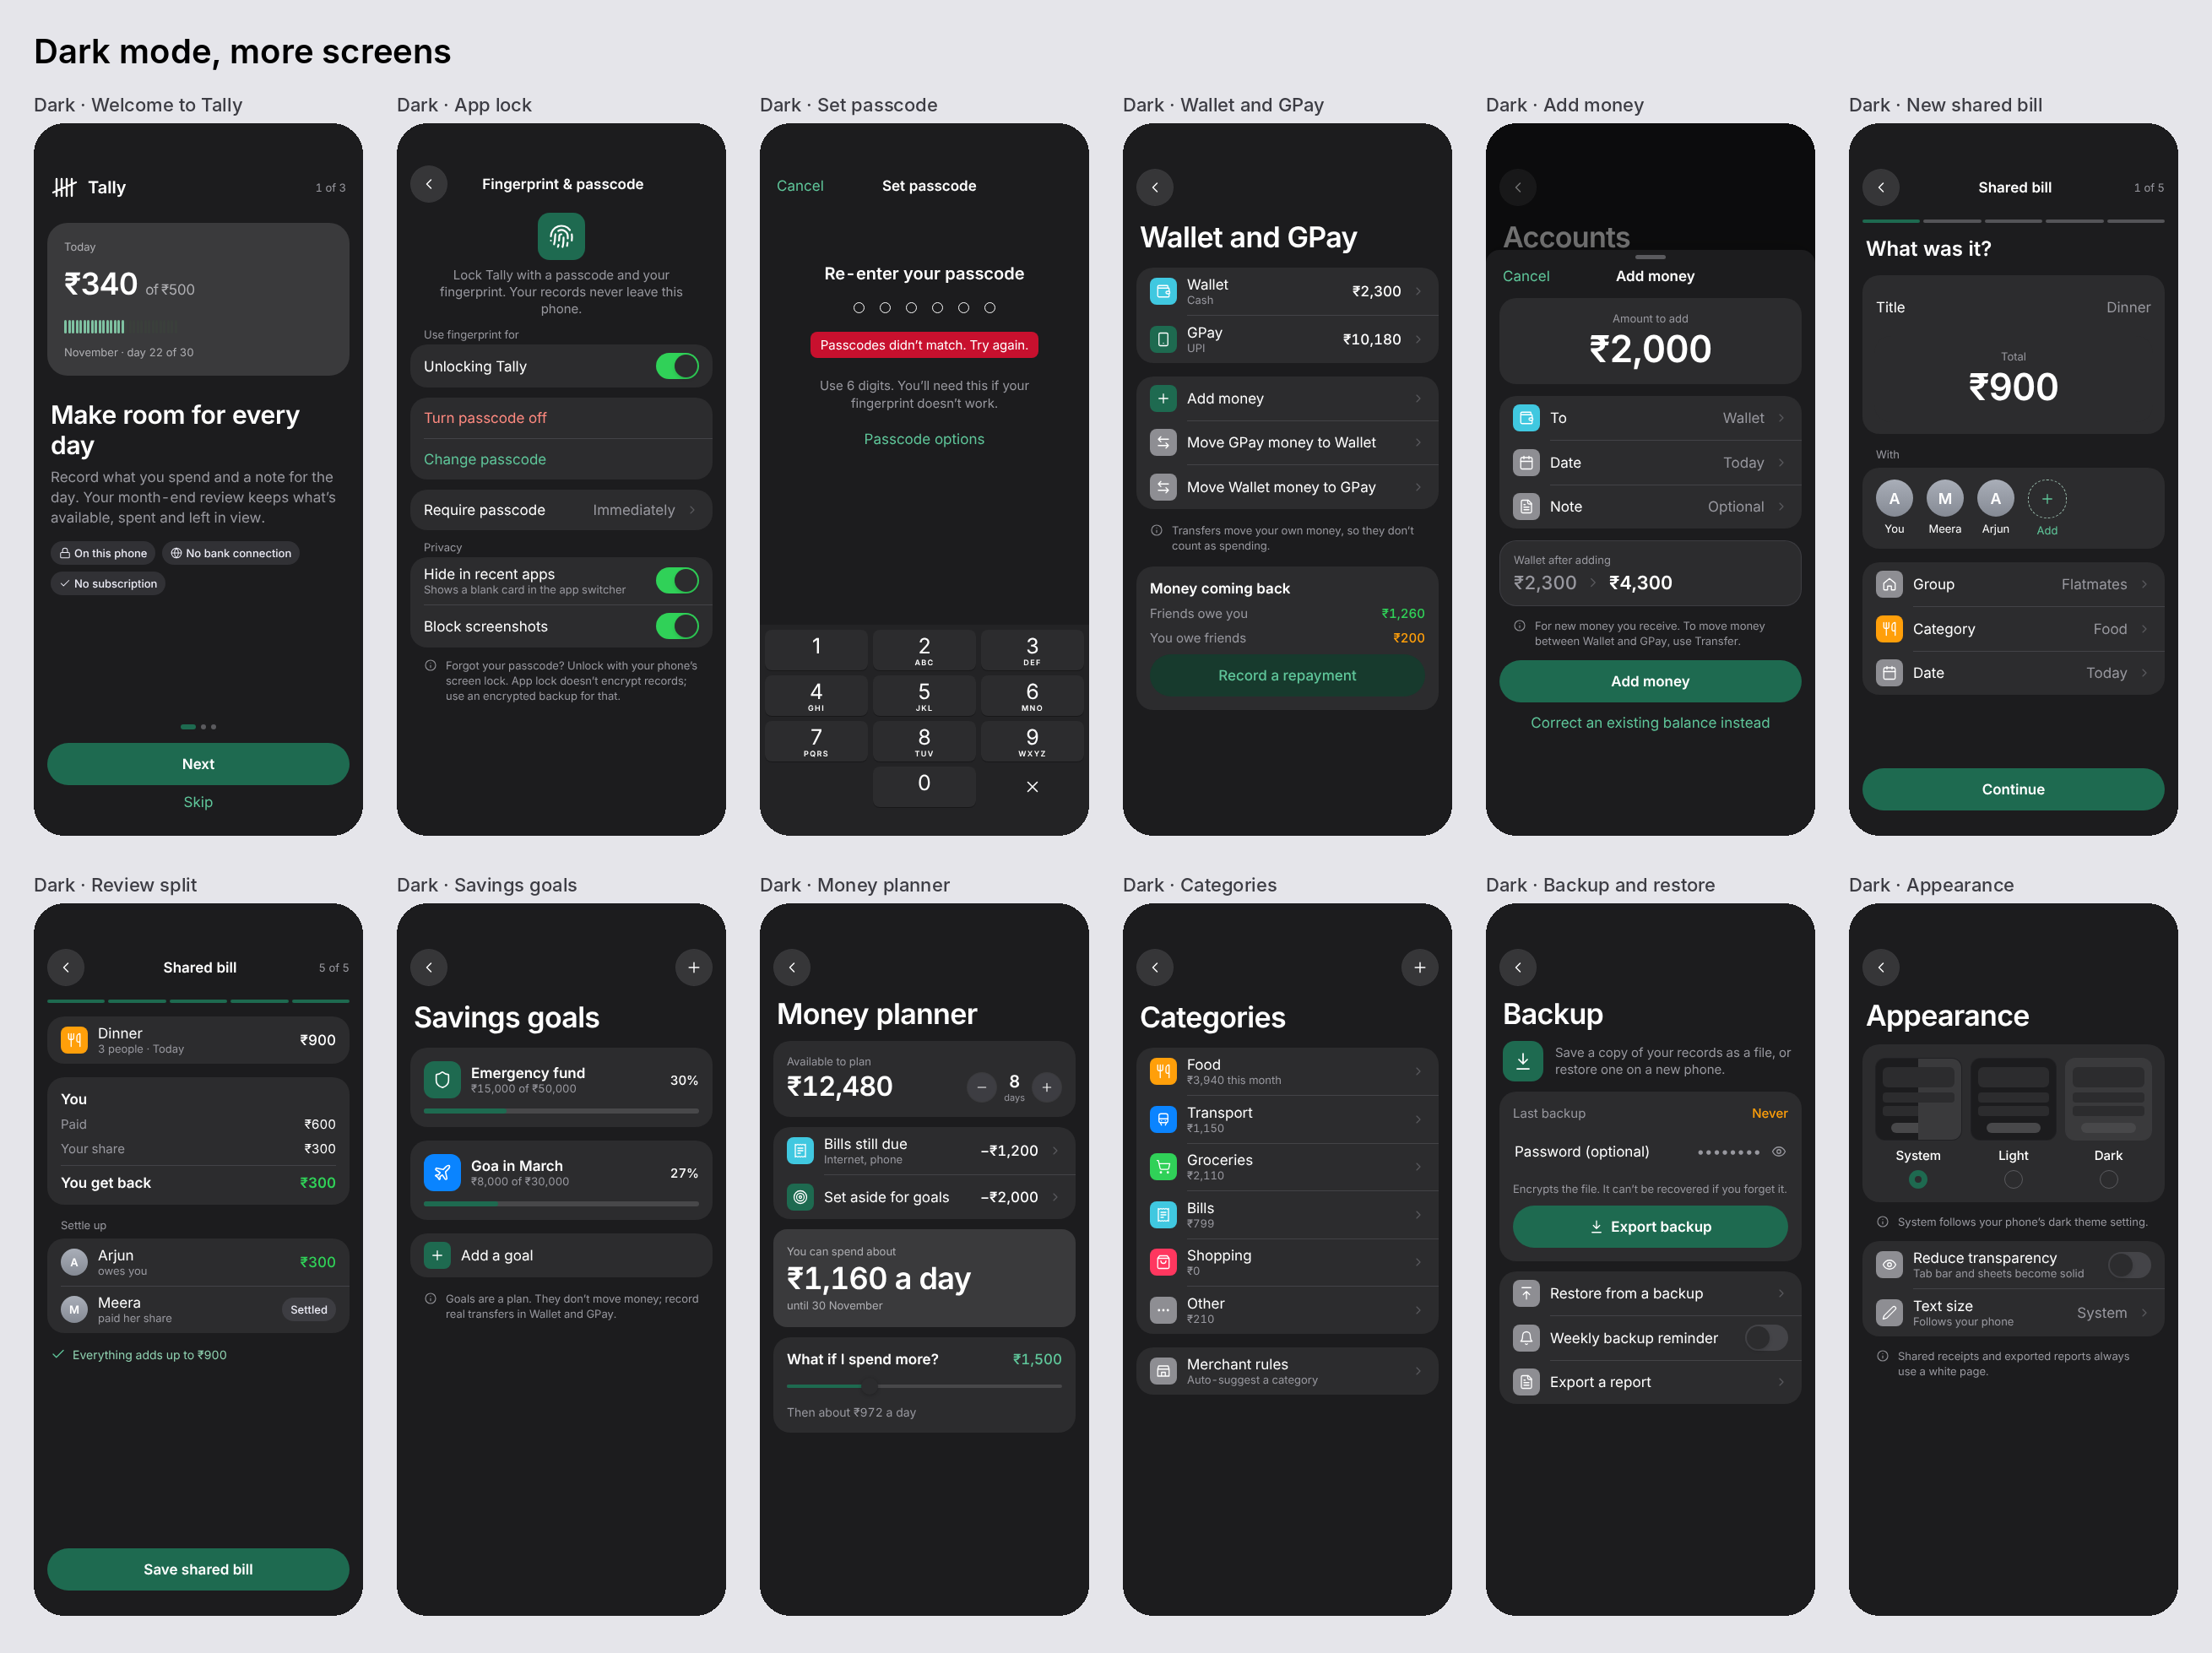 Dark mode, more screens
Dark · Welcome to Tally
Tally
1 of 3
Today
₹340 of ₹500
November · day 22 of 30
Make room for every
day
Record what you spend and a note for the
day. Your month-end review keeps what's
available, spent and left in view.
On this phone
No bank connection
No subscription
Next
Skip
Dark · App lock
Fingerprint & passcode
Lock Tally with a passcode and your
fingerprint. Your records never leave this
phone.
Use fingerprint for
Unlocking Tally
Turn passcode off
Change passcode
Require passcode Immediately
Privacy
Hide in recent apps
Shows a blank card in the app switcher
Block screenshots
Forgot your passcode? Unlock with your phone's
screen lock. App lock doesn't encrypt records;
use an encrypted backup for that.
Dark · Set passcode
Cancel
Set passcode
Re-enter your passcode
Passcodes didn't match. Try again.
Use 6 digits. You'll need this if your
fingerprint doesn't work.
Passcode options
1 2 3
ABC DEF
4 5 6
GHI JKL MNO
7 8 9
PQRS TUV WXYZ
0
Dark · Wallet and GPay
Wallet and GPay
Wallet ₹2,300
Cash
GPay ₹10,180
UPI
Add money
Move GPay money to Wallet
Move Wallet money to GPay
Transfers move your own money, so they don't
count as spending.
Money coming back
Friends owe you ₹1,260
You owe friends ₹200
Record a repayment
Dark · Add money
Accounts
Cancel
Add money
Amount to add
₹2,000
To Wallet
Date Today
Note Optional
Wallet after adding
₹2,300 ₹4,300
For new money you receive. To move money
between Wallet and GPay, use Transfer.
Add money
Correct an existing balance instead
Dark · New shared bill
Shared bill
1 of 5
What was it?
Title Dinner
Total
₹900
With
A M A
You Meera Arjun Add
Group Flatmates
Category Food
Date Today
Continue
Dark · Review split
Shared bill
5 of 5
Dinner ₹900
3 people · Today
You
Paid ₹600
Your share ₹300
You get back ₹300
Settle up
A Arjun ₹300
owes you
M Meera Settled
paid her share
Everything adds up to ₹900
Save shared bill
Dark · Savings goals
Savings goals
Emergency fund 30%
₹15,000 of ₹50,000
Goa in March 27%
₹8,000 of ₹30,000
Add a goal
Goals are a plan. They don't move money; record
real transfers in Wallet and GPay.
Dark · Money planner
Money planner
Available to plan
₹12,480
8
days
Bills still due −₹1,200
Internet, phone
Set aside for goals −₹2,000
You can spend about
₹1,160 a day
until 30 November
What if I spend more? ₹1,500
Then about ₹972 a day
Dark · Categories
Categories
Food
₹3,940 this month
Transport
₹1,150
Groceries
₹2,110
Bills
₹799
Shopping
₹0
Other
₹210
Merchant rules
Auto-suggest a category
Dark · Backup and restore
Backup
Save a copy of your records as a file, or
restore one on a new phone.
Last backup Never
Password (optional) ••••••••
Encrypts the file. It can't be recovered if you forget it.
Export backup
Restore from a backup
Weekly backup reminder
Export a report
Dark · Appearance
Appearance
System Light Dark
System follows your phone's dark theme setting.
Reduce transparency
Tab bar and sheets become solid
Text size System
Follows your phone
Shared receipts and exported reports always
use a white page.